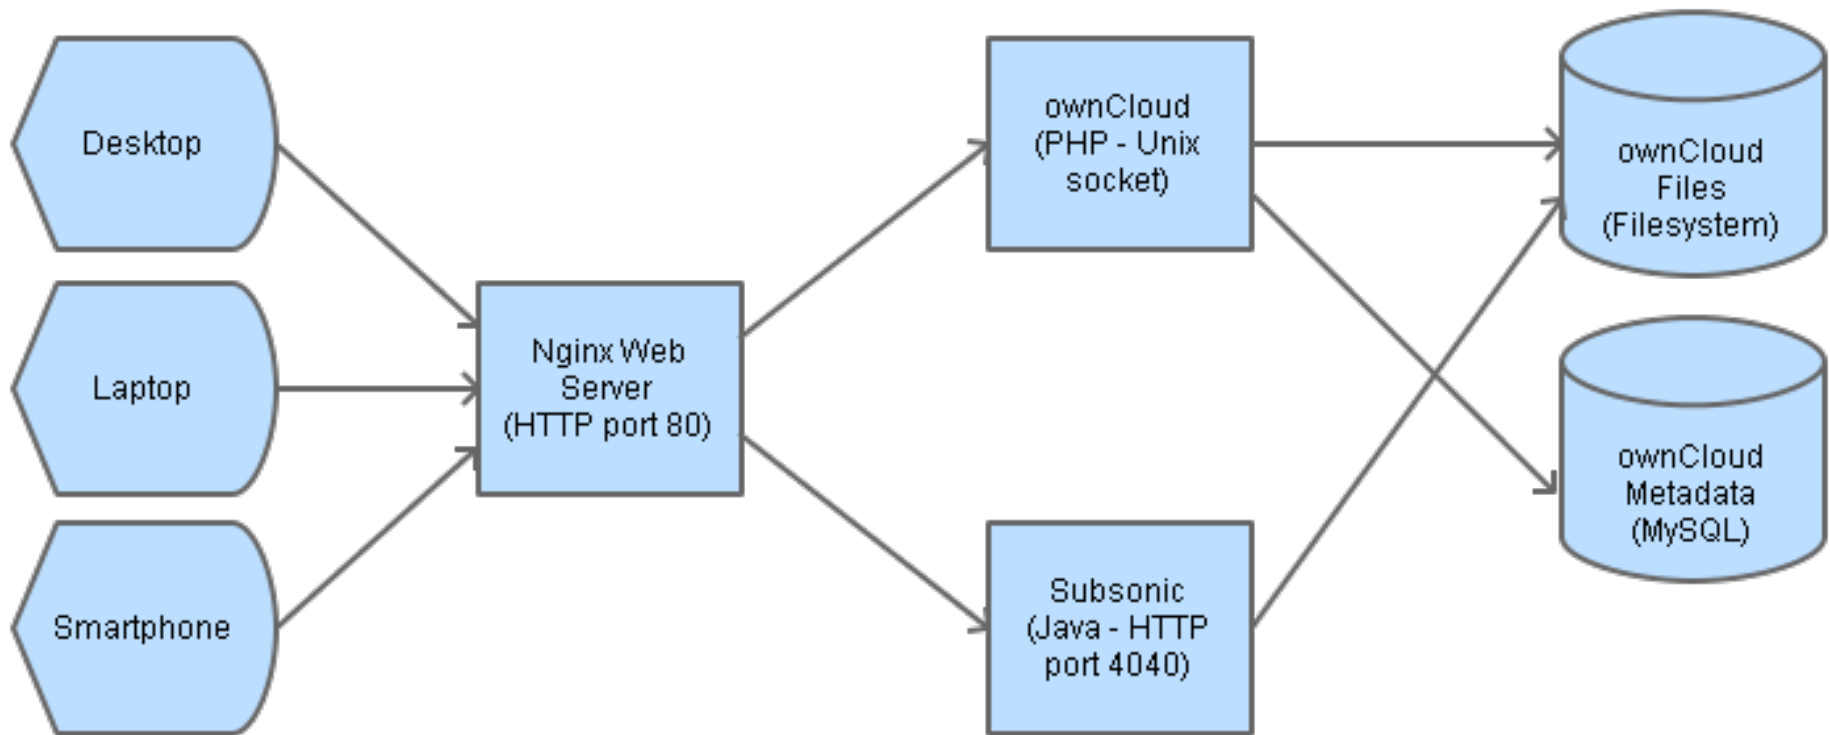 Desktop
Laptop
Smartphone
Nginx Web
Server
(HTTP port 80)
ownCloud
(PHP - Unix
socket)
Subsonic
(Java - HTTP
port 4040)
ownCloud
Files
(Filesystem)
ownCloud
Metadata
(MySQL)